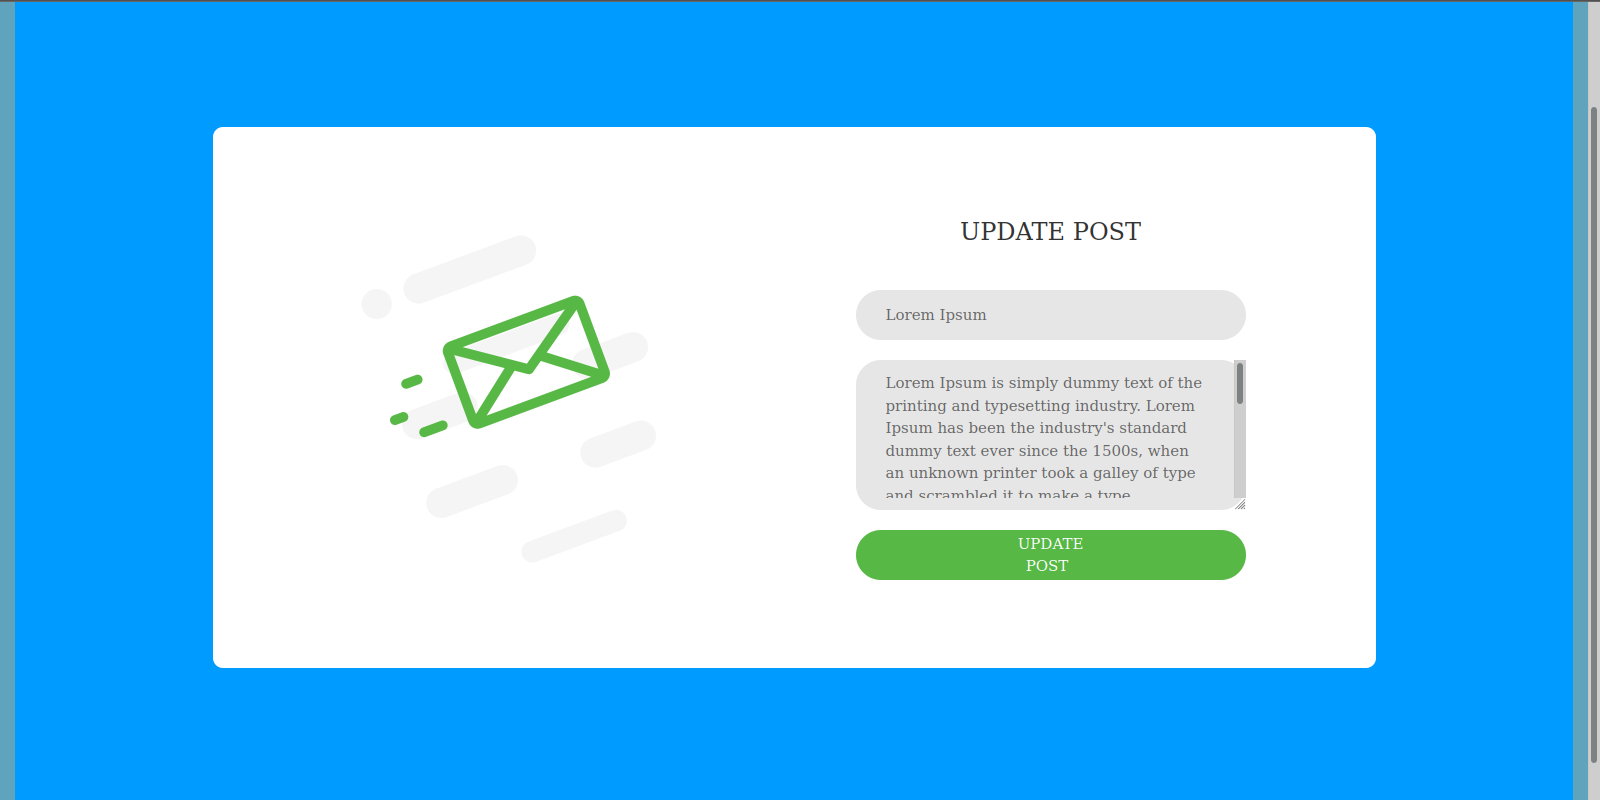 UPDATE POST
Lorem Ipsum
Lorem Ipsum is simply dummy text of the
printing and typesetting industry. Lorem
Ipsum has been the industry's standard
dummy text ever since the 1500s, when
an unknown printer took a galley of type
and scrambled it to make a type
UPDATE
POST